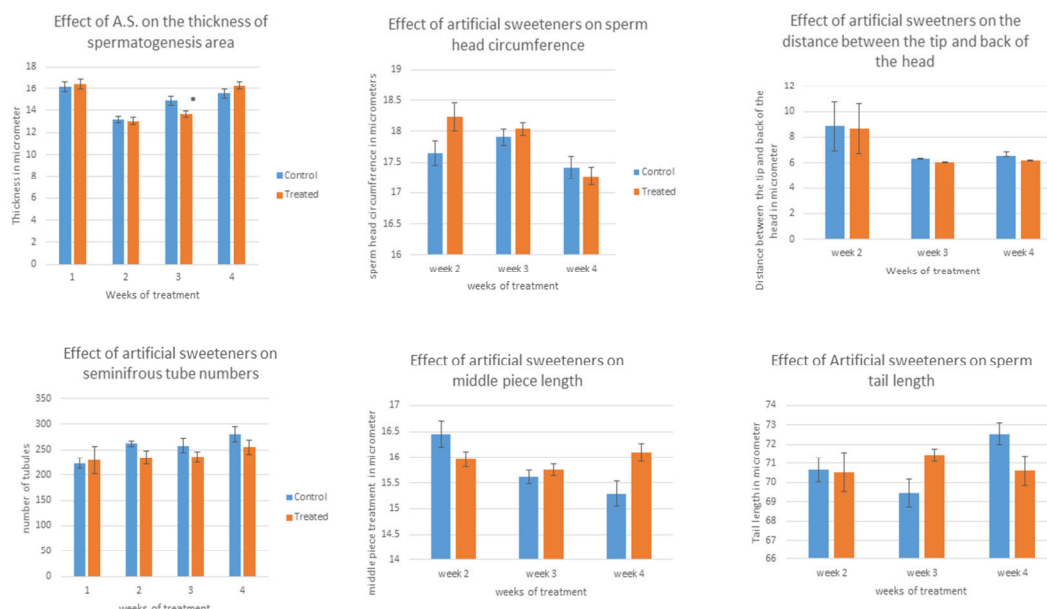 Effect of A.S. on the thickness of
spermatogenesis area
18
16
14
12
10
8
6
4
2
0
Thickness in micrometer
*
1 2 3 4
Weeks of treatment
Control
Treated
Effect of artificial sweeteners on sperm
head circumference
19
18.5
18
17.5
17
16.5
16
sperm head circumference in micrometers
week 2 week 3 week 4
weeks of treatment
Control
Treated
Effect of artificial sweetners on the
distance between the tip and back of
the head
12
10
8
6
4
2
0
Distance between the tip and back of the
head in micrometer
week 2 week 3 week 4
Weeks of treatment
Control
Treated
Effect of artificial sweeteners on
seminifrous tube numbers
350
300
250
200
150
100
50
0
number of tubules
1 2 3 4
weeks of treatment
Control
Treated
Effect of artificial sweeteners on
middle piece length
17
16.5
16
15.5
15
14.5
14
middle piece treatment in micrometer
week 2 week 3 week 4
weeks of treatment
Control
Treated
Effect of Artificial sweeteners on sperm
tail length
74
73
72
71
70
69
68
67
66
Tail length in micrometer
week 2 week 3 week 4
weeks of treatment
Control
Treated